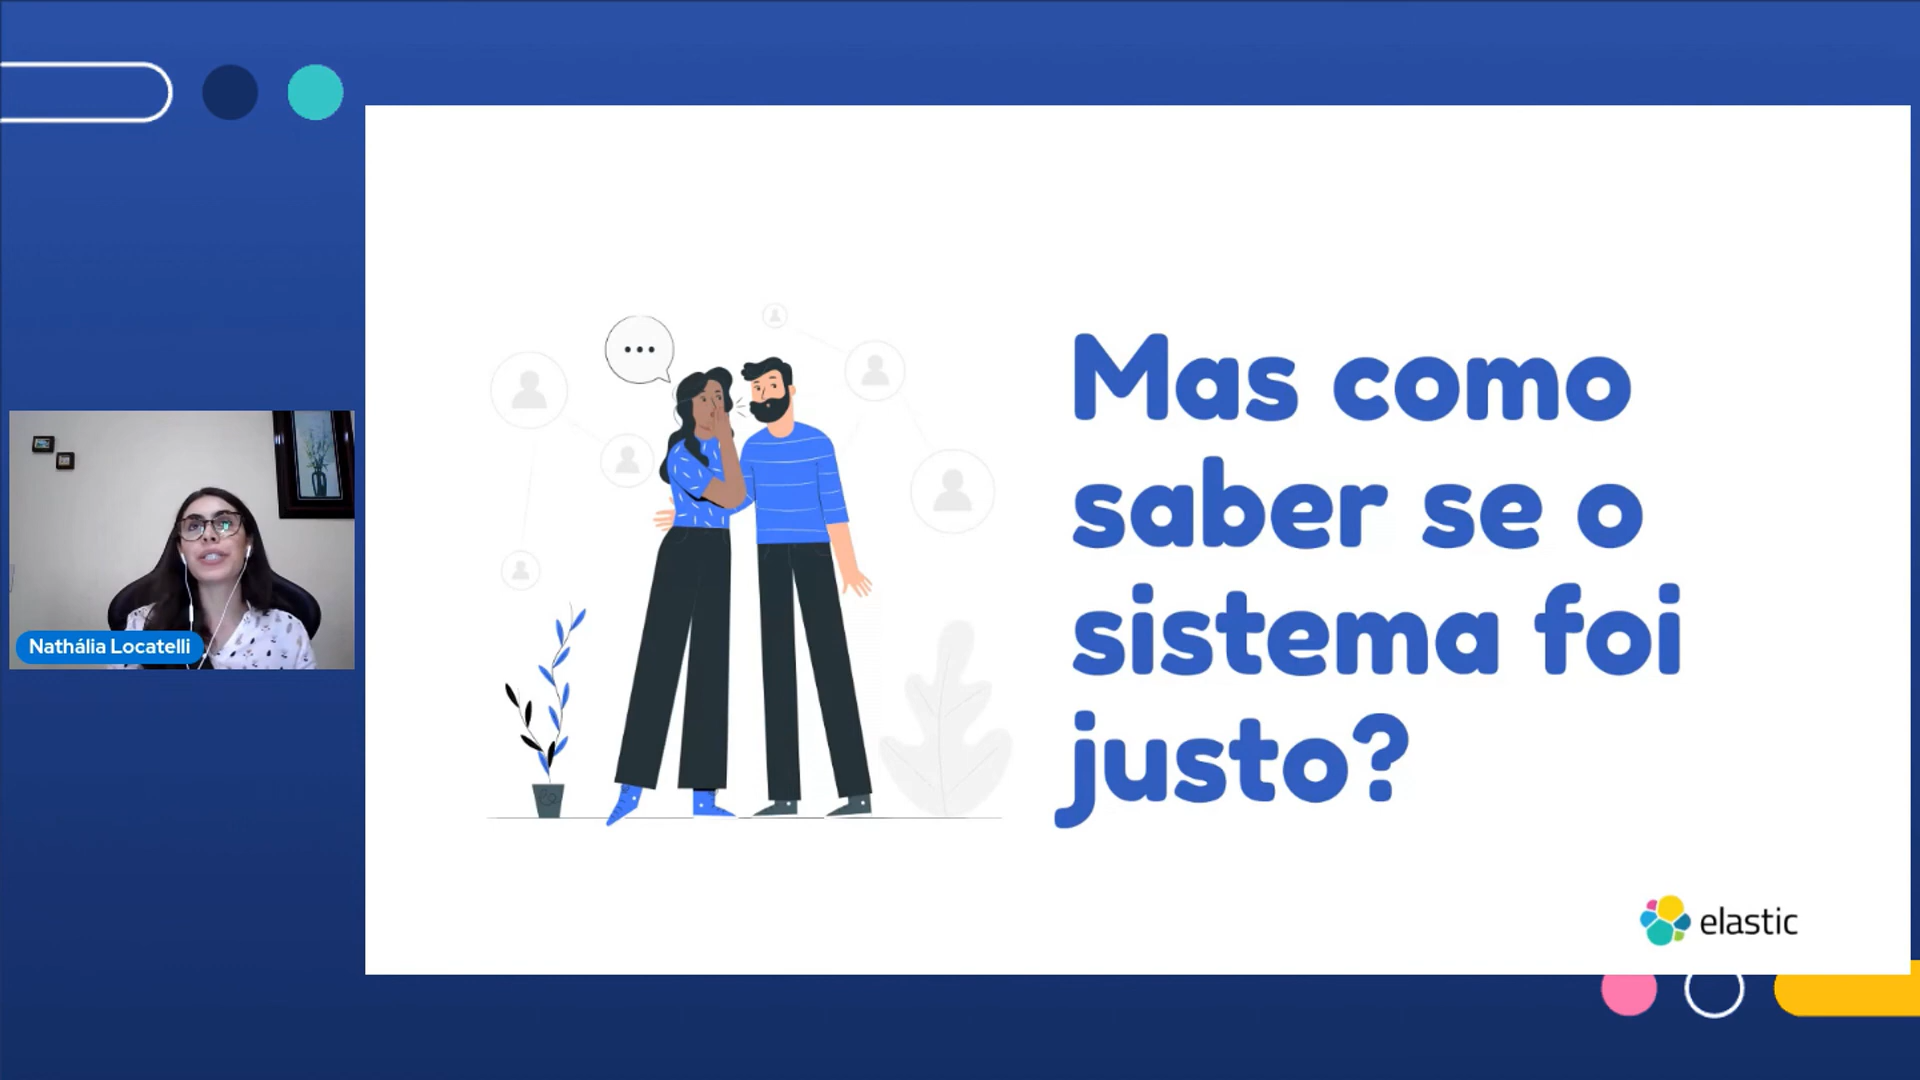 Mas como
saber se o
sistema foi
justo?
Nathália Locatelli
elastic